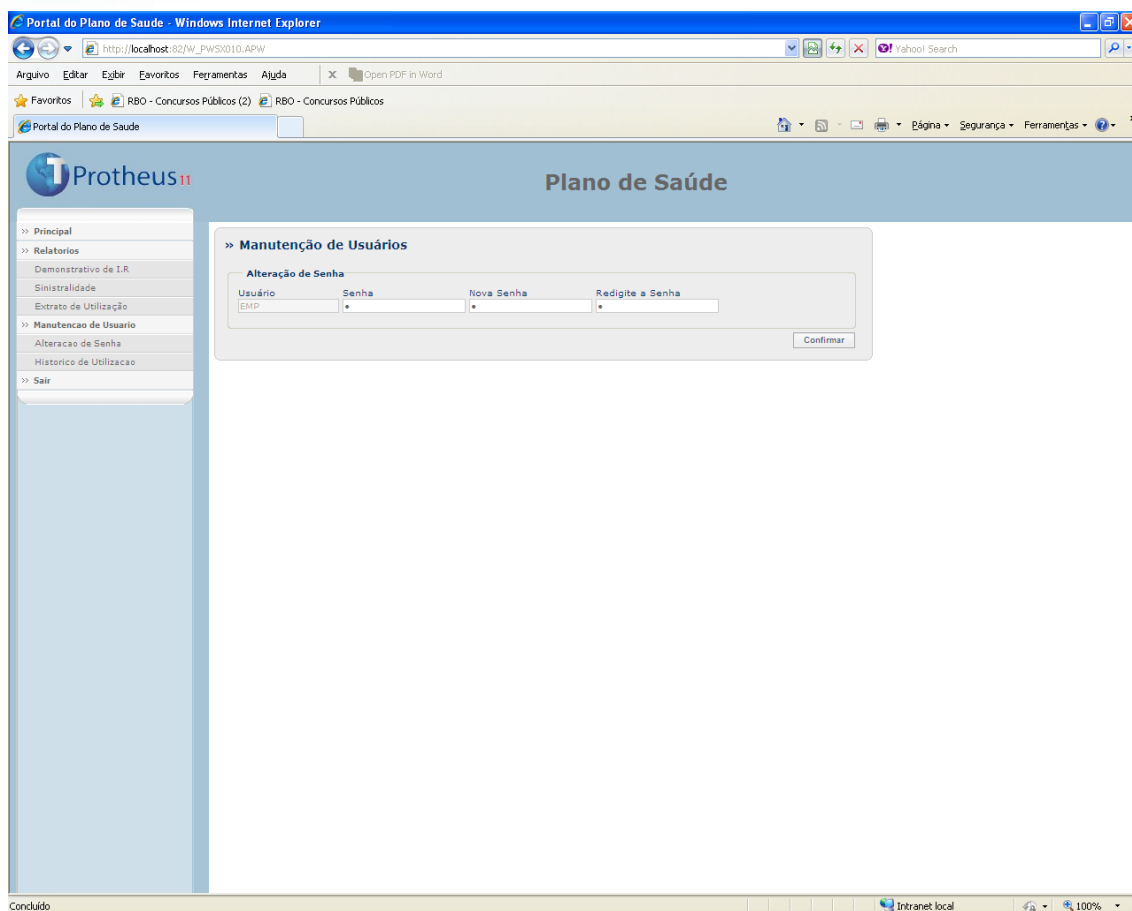 Portal do Plano de Saude - Windows Internet Explorer
http://localhost:82/W_PWSX010.APW
Yahoo! Search
Arquivo Editar Exibir Favoritos Ferramentas Ajuda x Open PDF in Word
Favoritos RBO - Concursos Públicos (2) RBO - Concursos Públicos
Portal do Plano de Saude
Página Segurança Ferramentas
Protheus 11
Plano de Saúde
>> Principal
>> Relatorios
Demonstrativo de I.R
Sinistralidade
Extrato de Utilização
>> Manutencao de Usuario
Alteracao de Senha
Historico de Utilizacao
>> Sair
» Manutenção de Usuários
Alteração de Senha
Usuário Senha Nova Senha Redigite a Senha
EMP • • •
Confirmar
Concluído Intranet local 100%